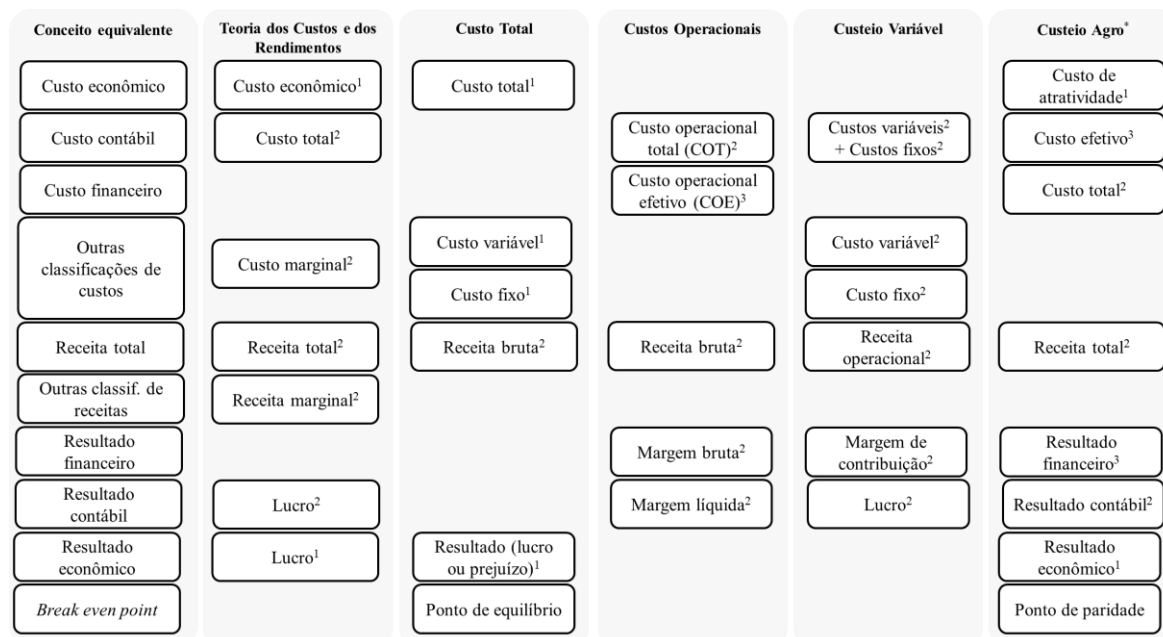 Conceito equivalente
Teoria dos Custos e dos
Rendimentos
Custo Total
Custos Operacionais
Custeio Variável
Custeio Agro*
Custo econômico
Custo econômico¹
Custo total¹
Custo de
atratividade¹
Custo contábil
Custo total²
Custo operacional
total (COT)²
Custos variáveis²
+ Custos fixos²
Custo efetivo³
Custo financeiro
Custo operacional
efetivo (COE)³
Custo total²
Outras
classificações de
custos
Custo marginal²
Custo variável¹
Custo fixo¹
Custo variável²
Custo fixo²
Receita total
Receita total²
Receita bruta²
Receita bruta²
Receita
operacional²
Receita total²
Outras classif. de
receitas
Receita marginal²
Resultado
financeiro
Margem bruta²
Margem de
contribuição²
Resultado
financeiro³
Resultado
contábil
Lucro²
Margem líquida²
Lucro²
Resultado contábil²
Resultado
econômico
Lucro¹
Resultado (lucro
ou prejuízo)¹
Resultado
econômico¹
Break even point
Ponto de equilíbrio
Ponto de paridade